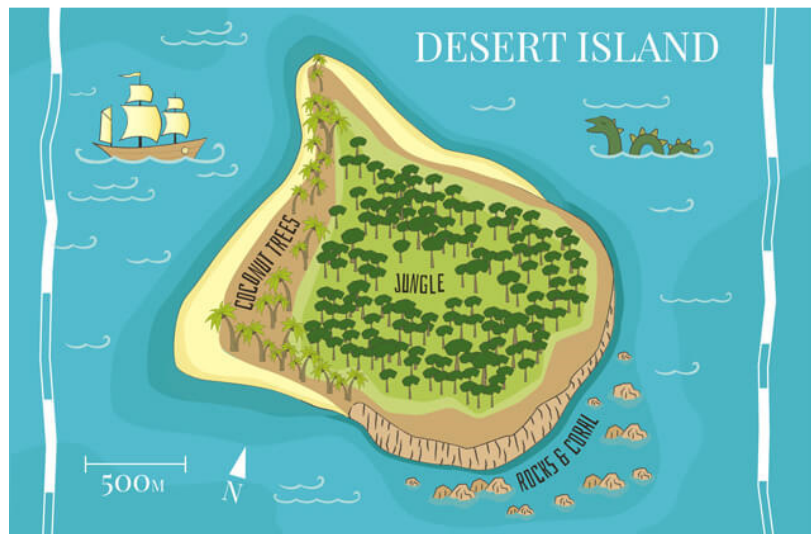 DESERT ISLAND
COCONUT TREES
JUNGLE
ROCKS & CORAL
500M
N